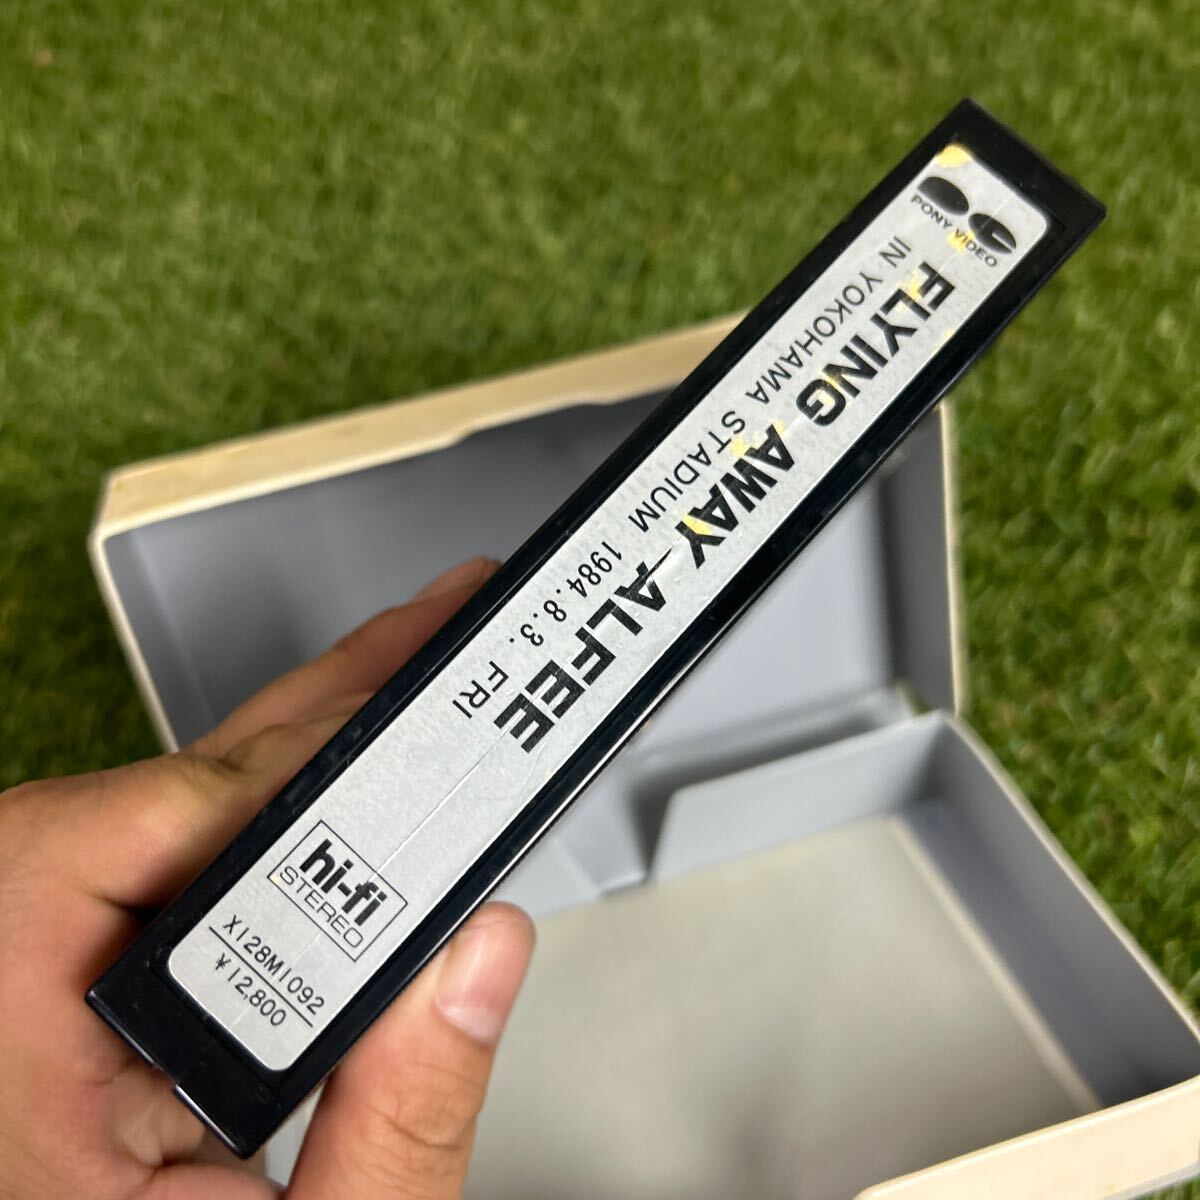 PONY VIDEO
FLYING AWAY ALFEE
IN YOKOHAMA STADIUM 1984.8.3. FRI
hi-fi
STEREO
X128M1092
¥12,800